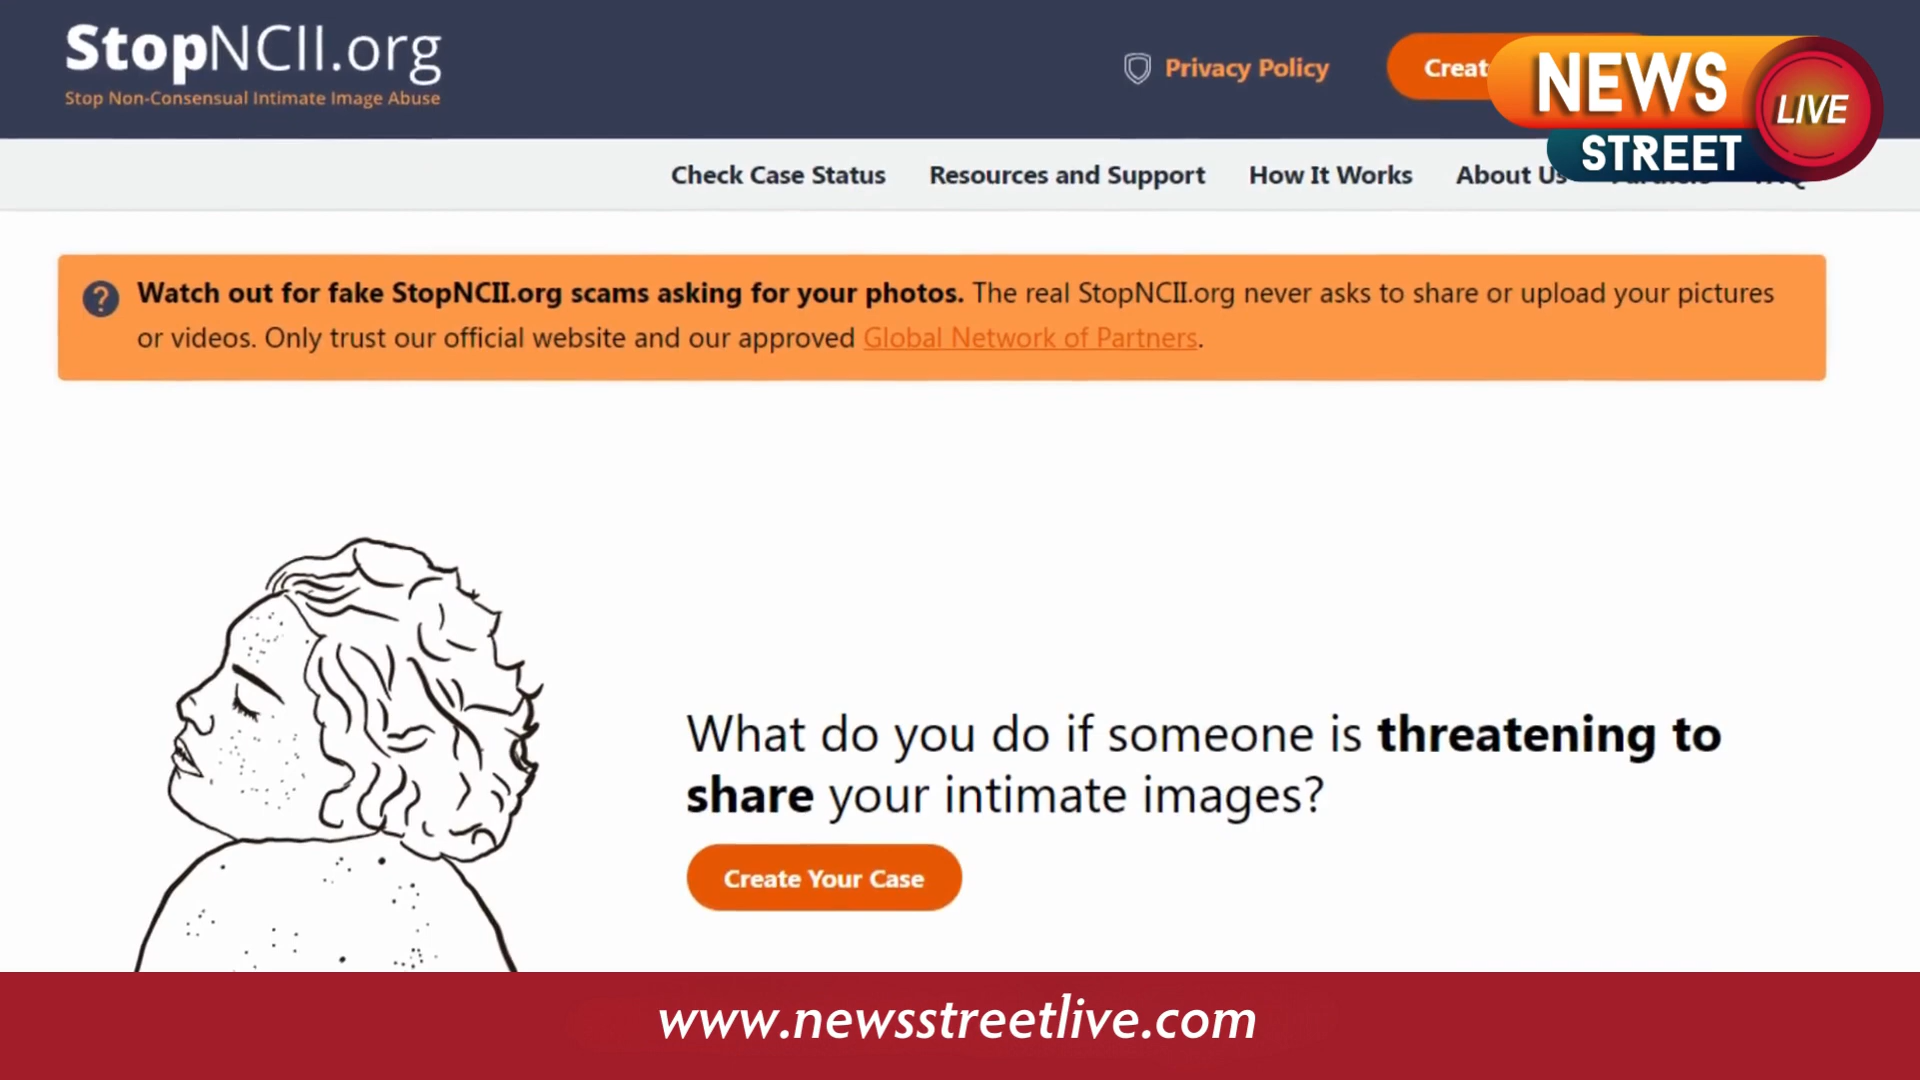 StopNCII.org
Stop Non-Consensual Intimate Image Abuse
Privacy Policy
NEWS
LIVE
STREET
Check Case Status
Resources and Support
How It Works
About Us
Watch out for fake StopNCII.org scams asking for your photos. The real StopNCII.org never asks to share or upload your pictures
or videos. Only trust our official website and our approved Global Network of Partners.
What do you do if someone is threatening to
share your intimate images?
Create Your Case
www.newsstreetlive.com